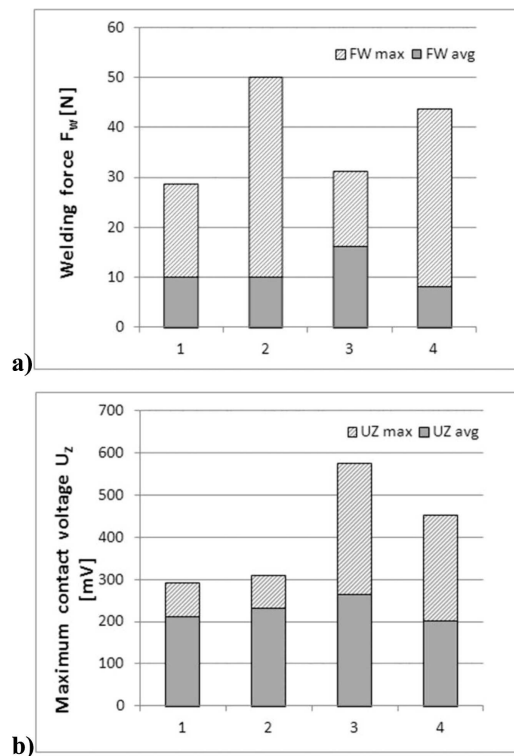 60
50
40
30
20
10
0
Welding force Fw [N]
FW max FW avg
1 2 3 4
a)
700
600
500
400
300
200
100
0
Maximum contact voltage Uz
[mV]
UZ max UZ avg
1 2 3 4
b)